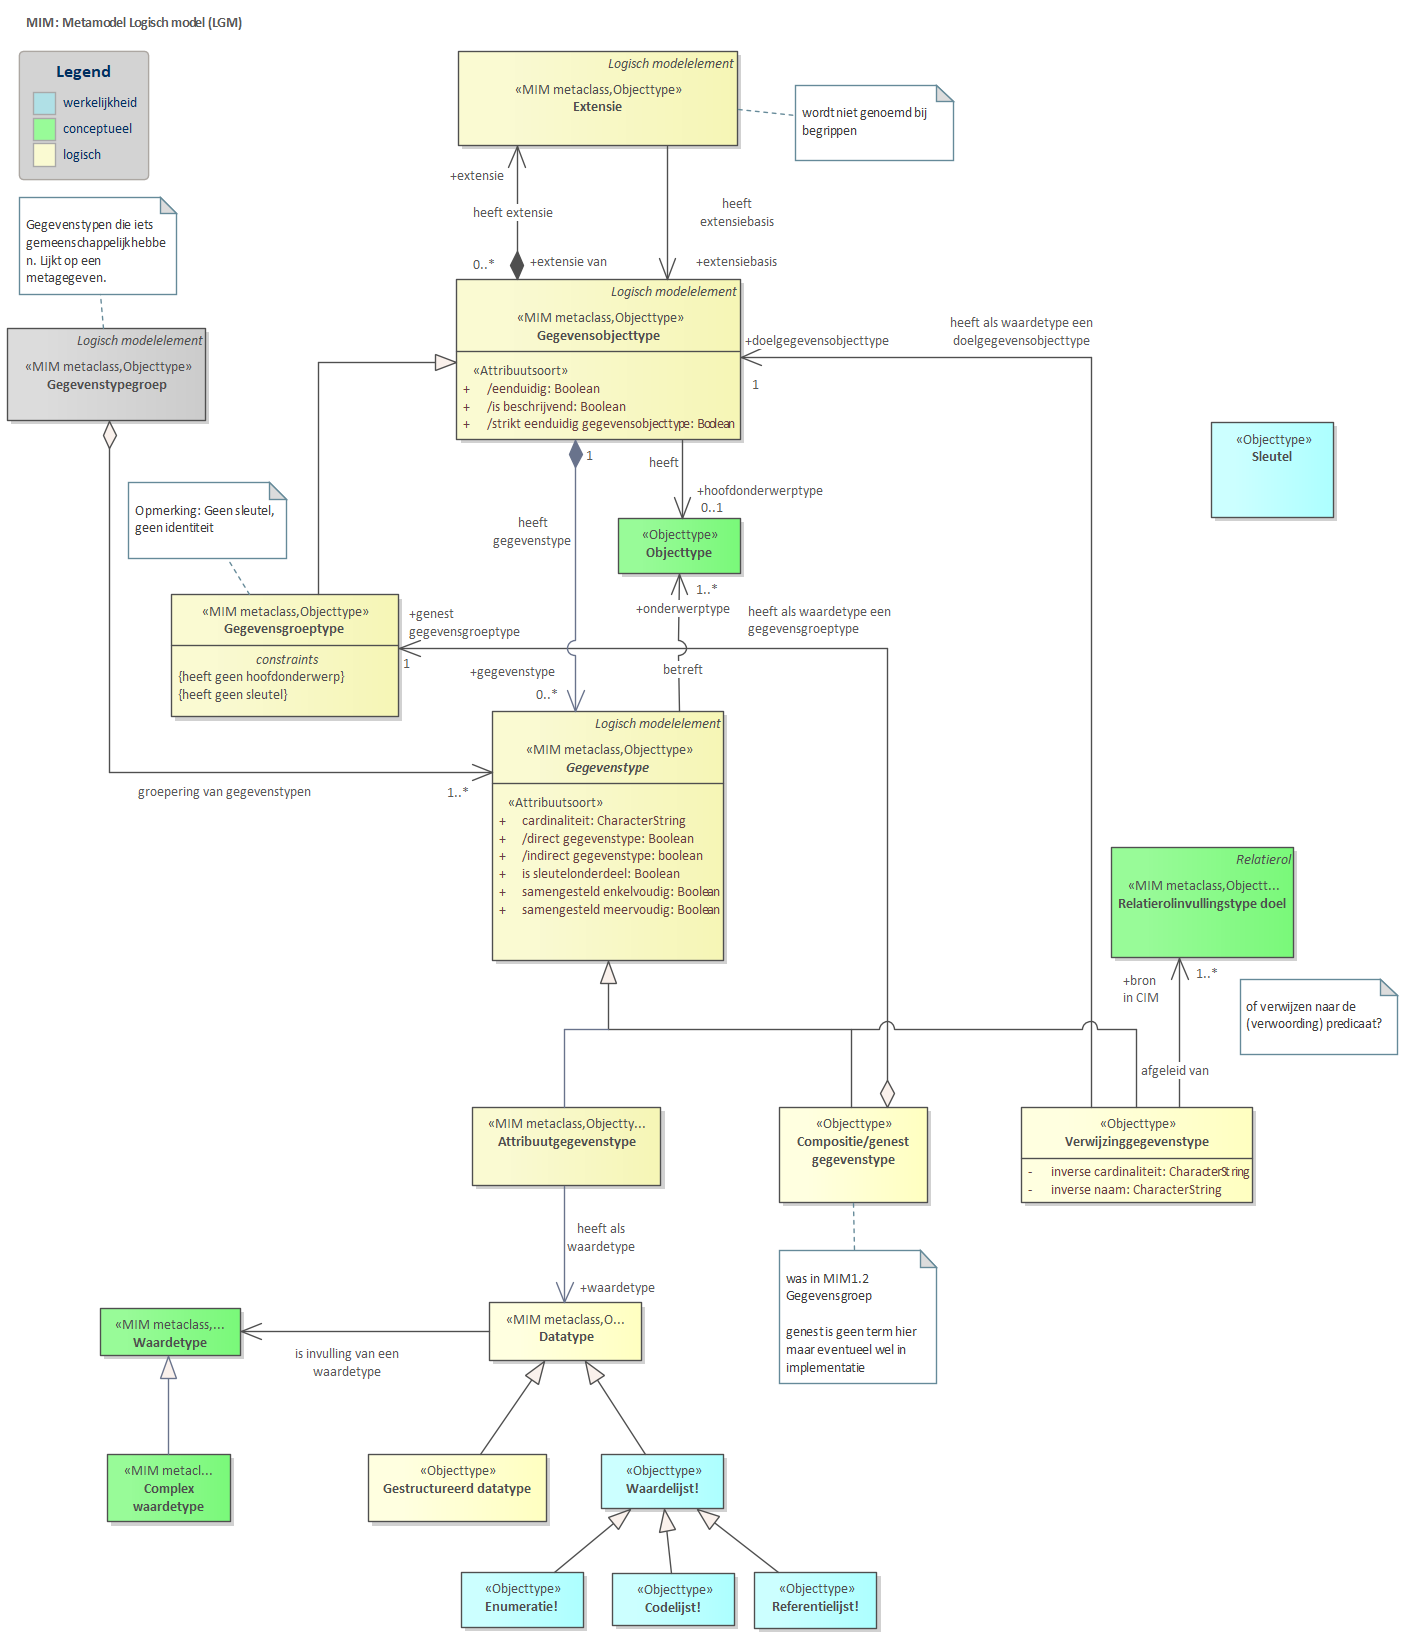 MIM: Metamodel Logisch model (LGM)
Legend
werkelijkheid
conceptueel
logisch
Logisch modelelement
«MIM metaclass,Objecttype»
Extensie
wordt niet genoemd bij
begrippen
+extensie
heeft extensie
0..*
+extensie van
heeft
extensiebasis
+extensiebasis
Gegevenstypen die iets
gemeenschappelijk hebbe
n. Lijkt op een
metagegeven.
Logisch modelelement
«MIM metaclass,Objecttype»
Gegevenstypegroep
Logisch modelelement
«MIM metaclass,Objecttype»
Gegevensobjecttype
«Attribuutsoort»
+ /eenduidig: Boolean
+ /is beschrijvend: Boolean
+ /strikt eenduidig gegevensobjecttype: Boolean
heeft als waardetype een
doelgegevensobjecttype
+doelgegevensobjecttype
1
«Objecttype»
Sleutel
1
heeft
+hoofdonderwerptype
0..1
Opmerking: Geen sleutel,
geen identiteit
heeft
gegevenstype
«Objecttype»
Objecttype
1..*
+onderwerptype
heeft als waardetype een
gegevensgroeptype
«MIM metaclass,Objecttype»
Gegevensgroeptype
constraints
{heeft geen hoofdonderwerp}
{heeft geen sleutel}
+genest
gegevensgroeptype
1
+gegevenstype
0..*
betreft
Logisch modelelement
«MIM metaclass,Objecttype»
Gegevenstype
«Attribuutsoort»
+ cardinaliteit: CharacterString
+ /direct gegevenstype: Boolean
+ /indirect gegevenstype: boolean
+ is sleutelonderdeel: Boolean
+ samengesteld enkelvoudig: Boolean
+ samengesteld meervoudig: Boolean
groepering van gegevenstypen
1..*
Relatierol
«MIM metaclass,Objectt...
Relatierolinvullingstype doel
+bron
in CIM
1..*
of verwijzen naar de
(verwoording) predicaat?
afgeleid van
«MIM metaclass,Objectty...
Attribuutgegevenstype
«Objecttype»
Compositie/genest
gegevenstype
«Objecttype»
Verwijzinggegevenstype
- inverse cardinaliteit: CharacterString
- inverse naam: CharacterString
heeft als
waardetype
+waardetype
was in MIM1.2
Gegevensgroep
genest is geen term hier
maar eventueel wel in
implementatie
«MIM metaclass,...
Waardetype
is invulling van een
waardetype
«MIM metaclass,O...
Datatype
«MIM metacl...
Complex
waardetype
«Objecttype»
Gestructureerd datatype
«Objecttype»
Waardelijst!
«Objecttype»
Enumeratie!
«Objecttype»
Codelijst!
«Objecttype»
Referentielijst!